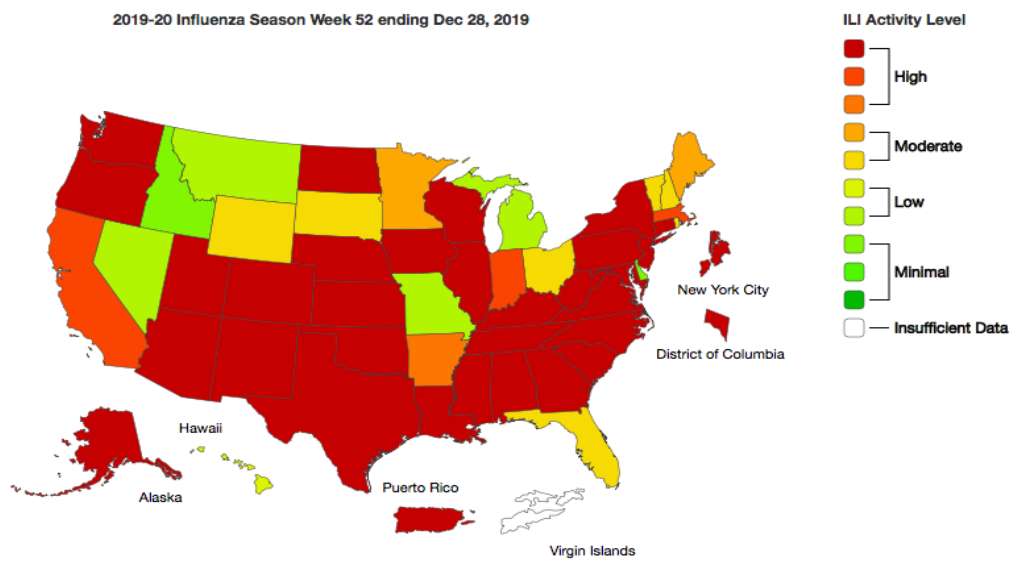 2019-20 Influenza Season Week 52 ending Dec 28, 2019
ILI Activity Level
High
Moderate
Low
Minimal
Insufficient Data
New York City
District of Columbia
Hawaii
Alaska
Puerto Rico
Virgin Islands